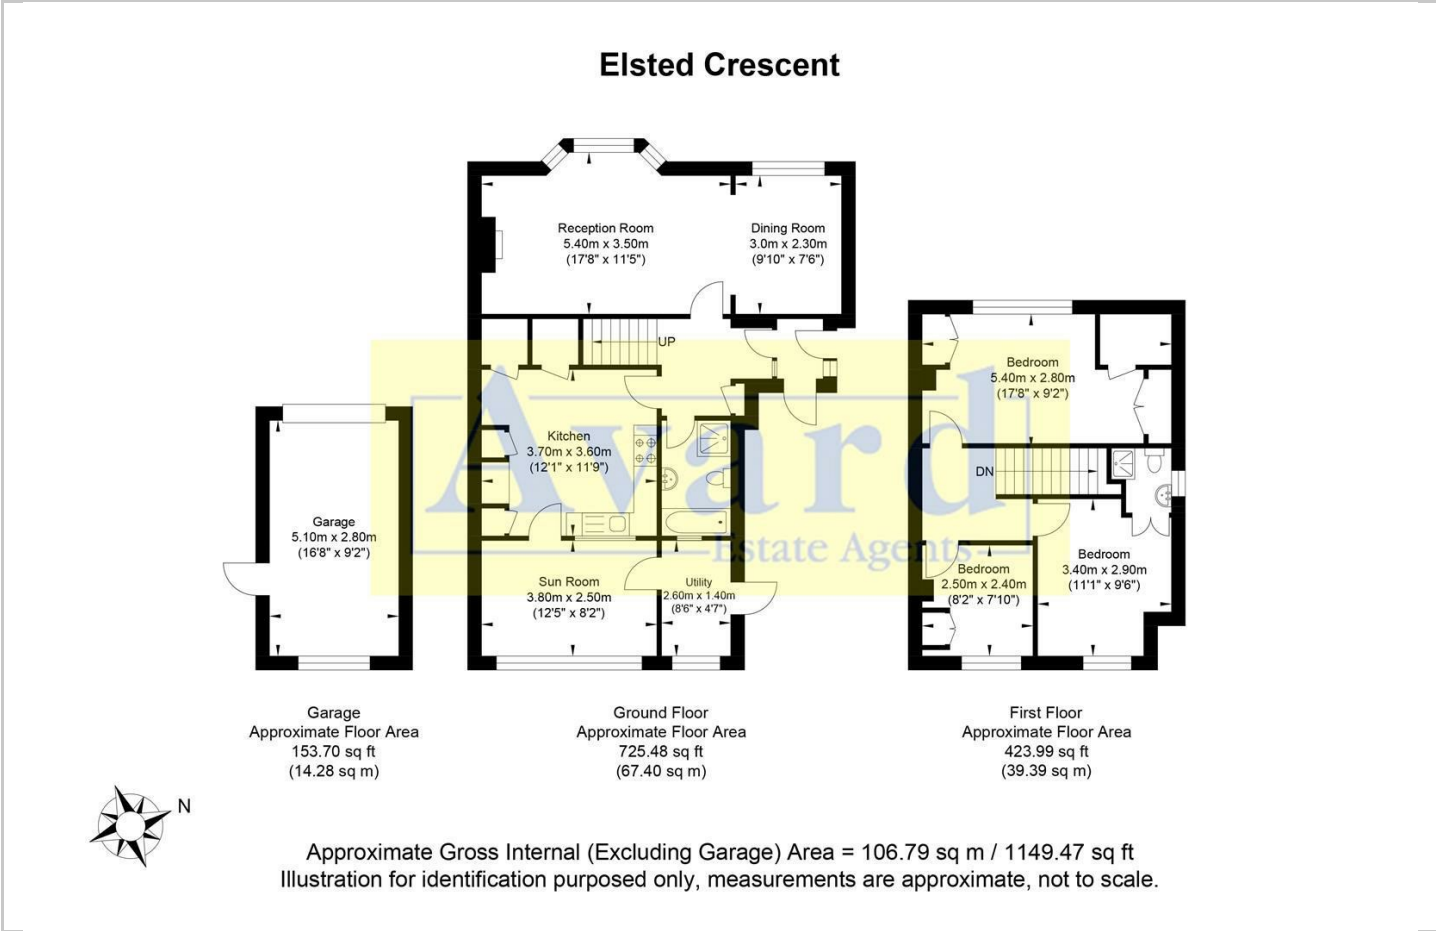 Elsted Crescent
Reception Room
5.40m x 3.50m
(17'8" x 11'5")
Dining Room
3.0m x 2.30m
(9'10" x 7'6")
UP
Kitchen
3.70m x 3.60m
(12'1" x 11'9")
Sun Room
3.80m x 2.50m
(12'5" x 8'2")
Utility
2.60m x 1.40m
(8'6" x 4'7")
Garage
5.10m x 2.80m
(16'8" x 9'2")
Bedroom
5.40m x 2.80m
(17'8" x 9'2")
DN
Bedroom
3.40m x 2.90m
(11'1" x 9'6")
Bedroom
2.50m x 2.40m
(8'2" x 7'10")
Avard
Estate Agents
Garage
Approximate Floor Area
153.70 sq ft
(14.28 sq m)
Ground Floor
Approximate Floor Area
725.48 sq ft
(67.40 sq m)
First Floor
Approximate Floor Area
423.99 sq ft
(39.39 sq m)
N
Approximate Gross Internal (Excluding Garage) Area = 106.79 sq m / 1149.47 sq ft
Illustration for identification purposed only, measurements are approximate, not to scale.